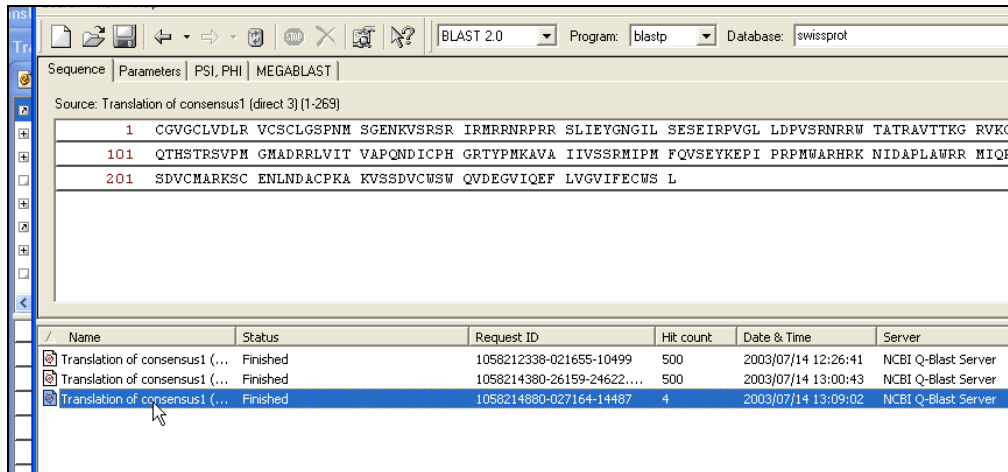 BLAST 2.0 Program: blastp Database: swissprot
Sequence Parameters PSI, PHI MEGABLAST
Source: Translation of consensus1 (direct 3) (1-269)
1 CGVGCLVDLR VCSCLGSPNM SGENKVSRSR IRMRRNRPRR SLIEYGNGIL SESEIRPVGL LDPVSRNRRW TATRAVTTKG RVKG
101 QTHSTRSVPM GMADRRLVIT VAPQNDICPH GRTYPMKAVA IIVSSRMIPM FQVSEYKEPI PRPMWARHRK NIDAPLAWRR MIQR
201 SDVCMARKSC ENLNDACPKA KVSSDVCWSW QVDEGVIQEF LVGVIFECWS L
Name Status Request ID Hit count Date & Time Server
Translation of consensus1 (... Finished 1058212338-021655-10499 500 2003/07/14 12:26:41 NCBI Q-Blast Server
Translation of consensus1 (... Finished 1058214380-26159-24622.... 500 2003/07/14 13:00:43 NCBI Q-Blast Server
Translation of consensus1 (... Finished 1058214880-027164-14487 4 2003/07/14 13:09:02 NCBI Q-Blast Server